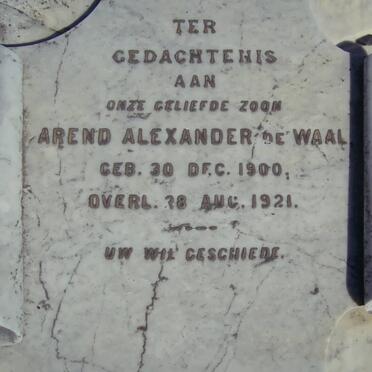 TER
GEDACHTENIS
AAN
ONZE GELIEFDE ZOON
AREND ALEXANDER DE WAAL
GEB. 30 DEC. 1900,
OVERL. 28 AUG. 1921.
UW WIL GESCHIEDE.